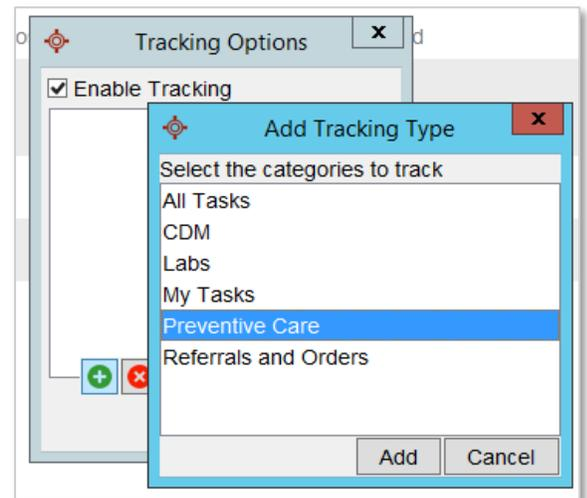 Tracking Options
x
Enable Tracking
Add Tracking Type
x
Select the categories to track
All Tasks
CDM
Labs
My Tasks
Preventive Care
Referrals and Orders
Add
Cancel